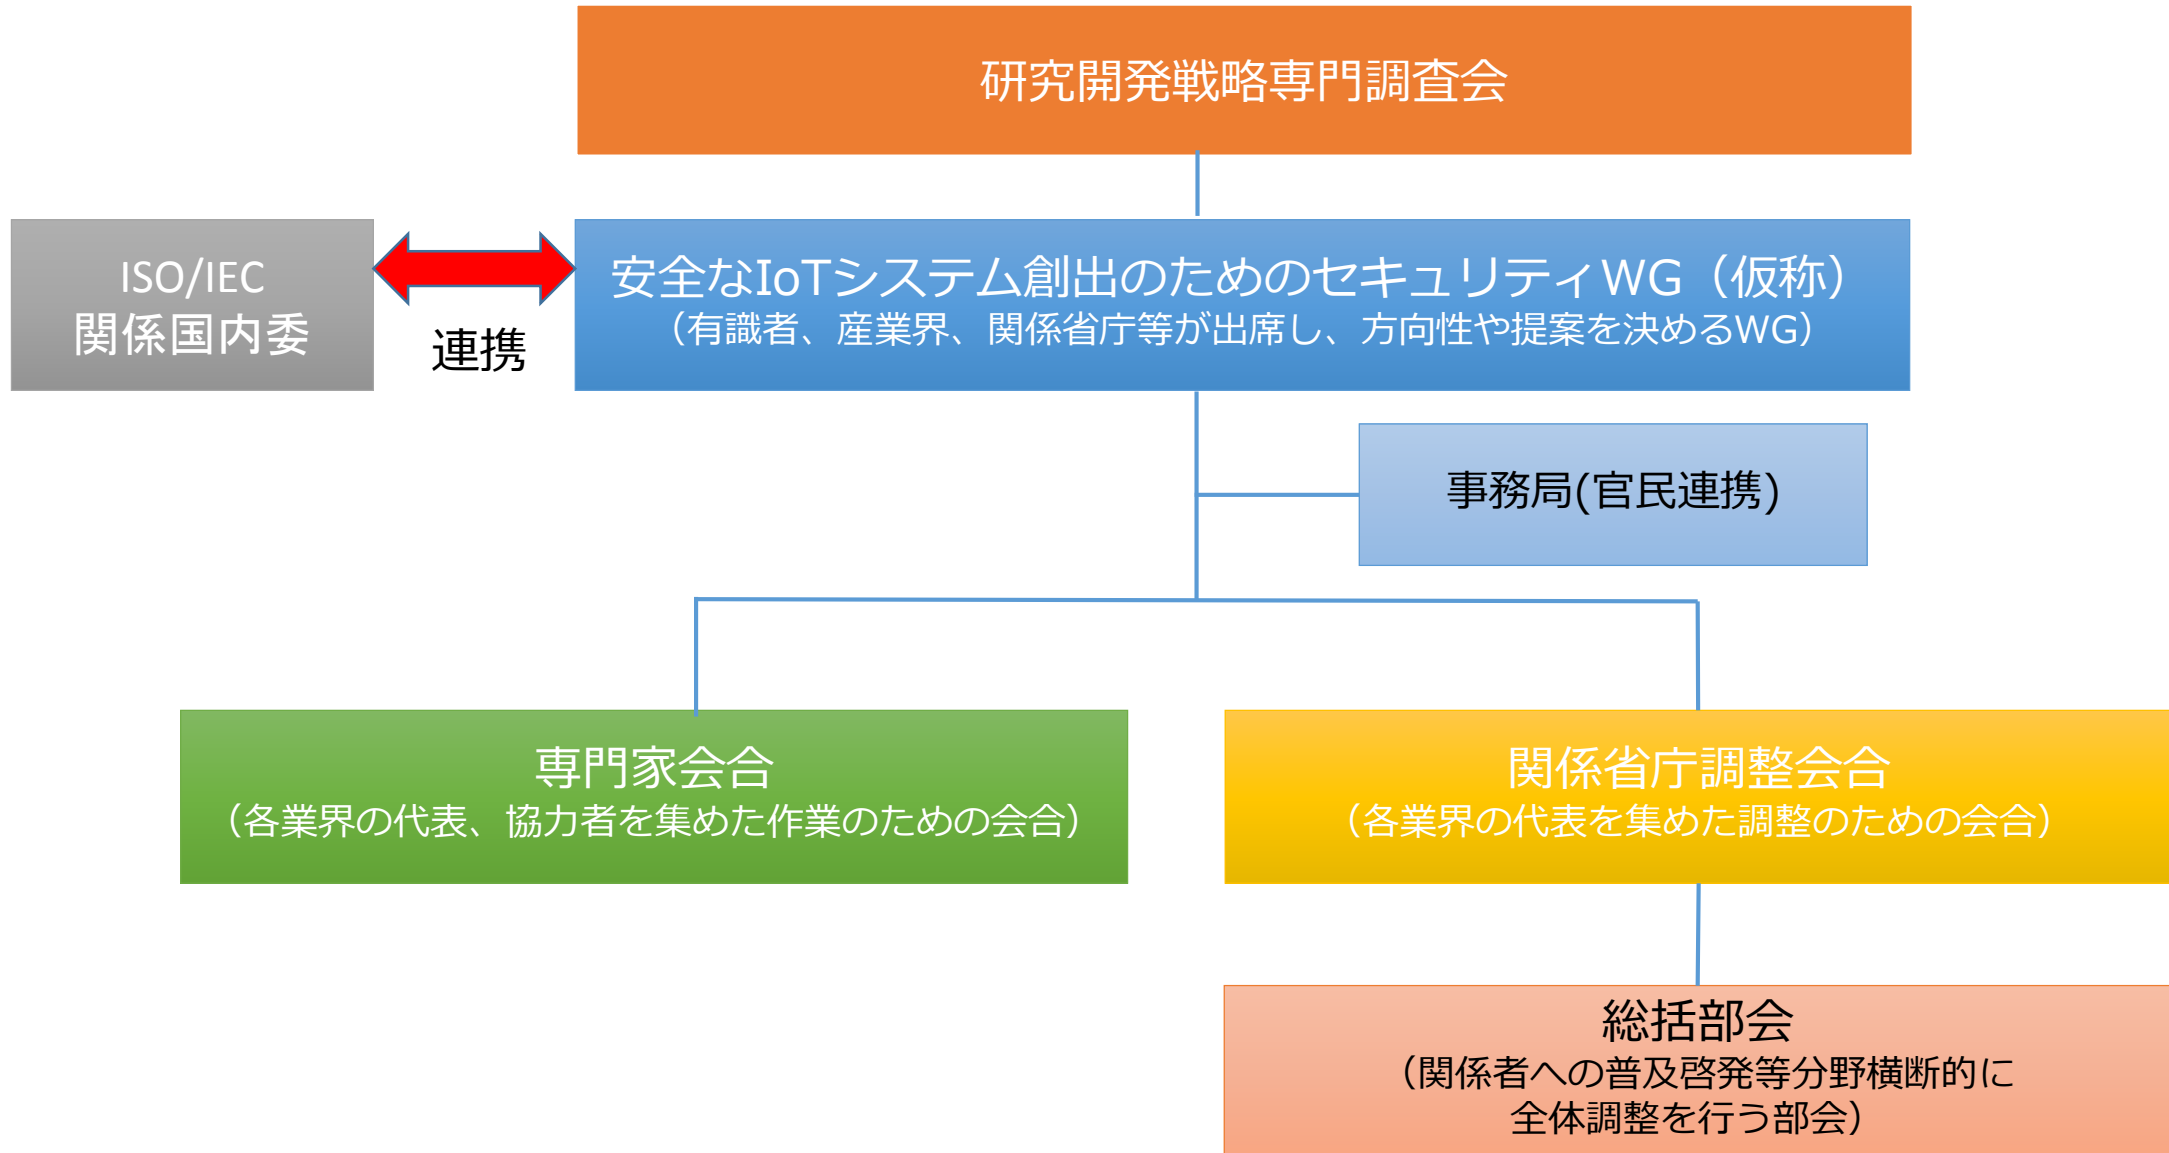 研究開発戦略専門調査会
ISO/IEC
関係国内委
連携
安全なIoTシステム創出のためのセキュリティWG（仮称）
（有識者、産業界、関係省庁等が出席し、方向性や提案を決めるWG）
事務局(官民連携)
専門家会合
（各業界の代表、協力者を集めた作業のための会合）
関係省庁調整会合
（各業界の代表を集めた調整のための会合）
総括部会
（関係者への普及啓発等分野横断的に
全体調整を行う部会）